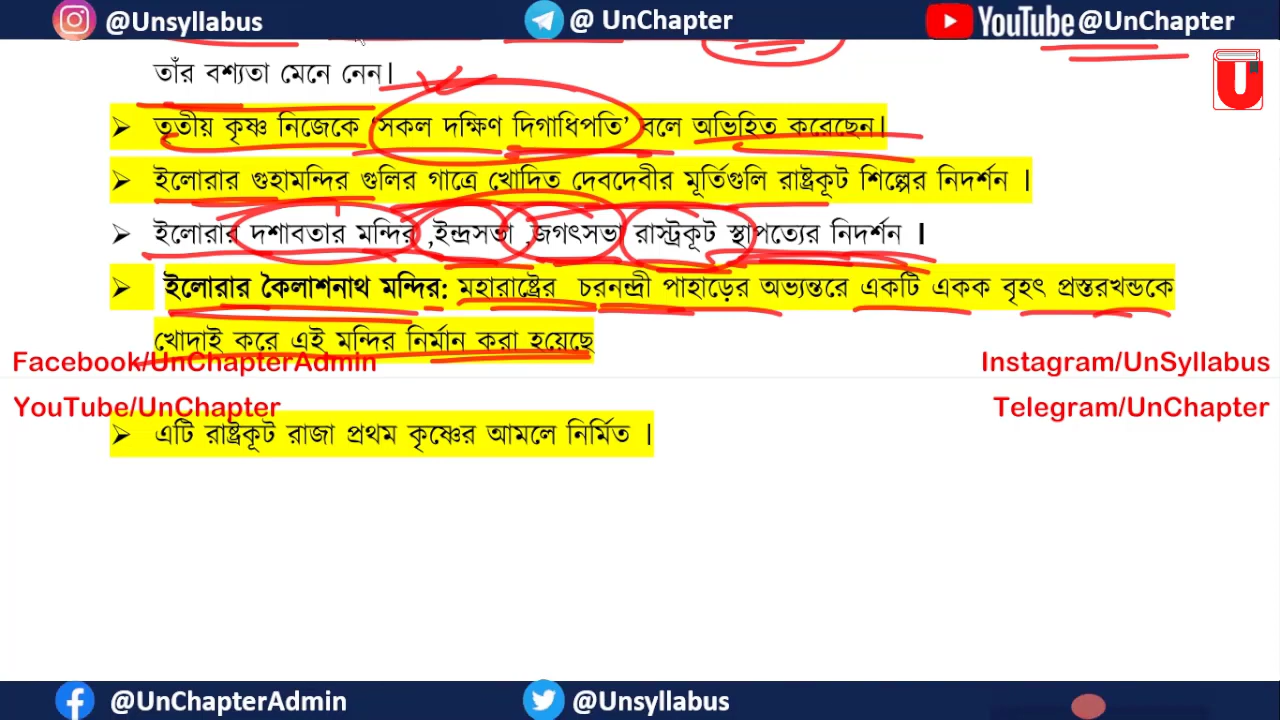 @Unsyllabus @ UnChapter YouTube @UnChapter
তাঁর বশ্যতা মেনে নেন।
U
➢ তৃতীয় কৃষ্ণ নিজেকে ‘সকল দক্ষিণ দিগাধিপতি’ বলে অভিহিত করেছেন।
➢ ইলোরার গুহামন্দির গুলির গাত্রে খোদিত দেবদেবীর মূর্তিগুলি রাষ্ট্রকূট শিল্পের নিদর্শন ।
➢ ইলোরার দশাবতার মন্দির ,ইন্দ্রসভা ,জগৎসভা রাস্ট্রকূট স্থাপত্যের নিদর্শন ।
➢ ইলোরার কৈলাশনাথ মন্দির: মহারাষ্ট্রের চরনন্দ্রী পাহাড়ের অভ্যন্তরে একটি একক বৃহৎ প্রস্তরখন্ডকে
খোদাই করে এই মন্দির নির্মান করা হয়েছে
Facebook/UnChapterAdmin Instagram/UnSyllabus
YouTube/UnChapter Telegram/UnChapter
➢ এটি রাষ্ট্রকূট রাজা প্রথম কৃষ্ণের আমলে নির্মিত ।
@UnChapterAdmin @Unsyllabus